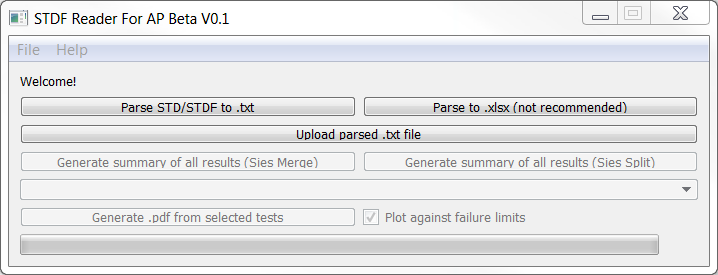 STDF Reader For AP Beta V0.1
File Help
Welcome!
Parse STD/STDF to .txt
Parse to .xlsx (not recommended)
Upload parsed .txt file
Generate summary of all results (Sies Merge)
Generate summary of all results (Sies Split)
Generate .pdf from selected tests
Plot against failure limits